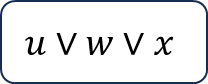 u ∨ w ∨ x